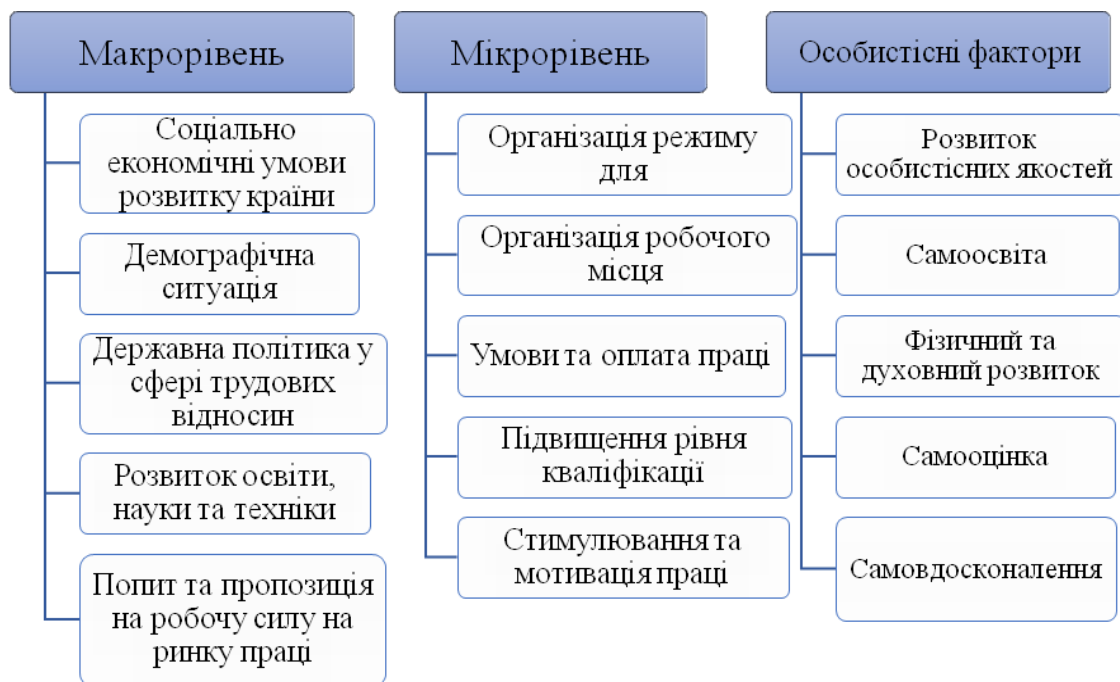 Макрорівень
Соціально
економічні умови
розвитку країни
Демографічна
ситуація
Державна політика у
сфері трудових
відносин
Розвиток освіти,
науки та техніки
Попит та пропозиція
на робочу силу на
ринку праці
Мікрорівень
Організація режиму
для
Організація робочого
місця
Умови та оплата праці
Підвищення рівня
кваліфікації
Стимулювання та
мотивація праці
Особистісні фактори
Розвиток
особистісних якостей
Самоосвіта
Фізичний та
духовний розвиток
Самооцінка
Самовдосконалення